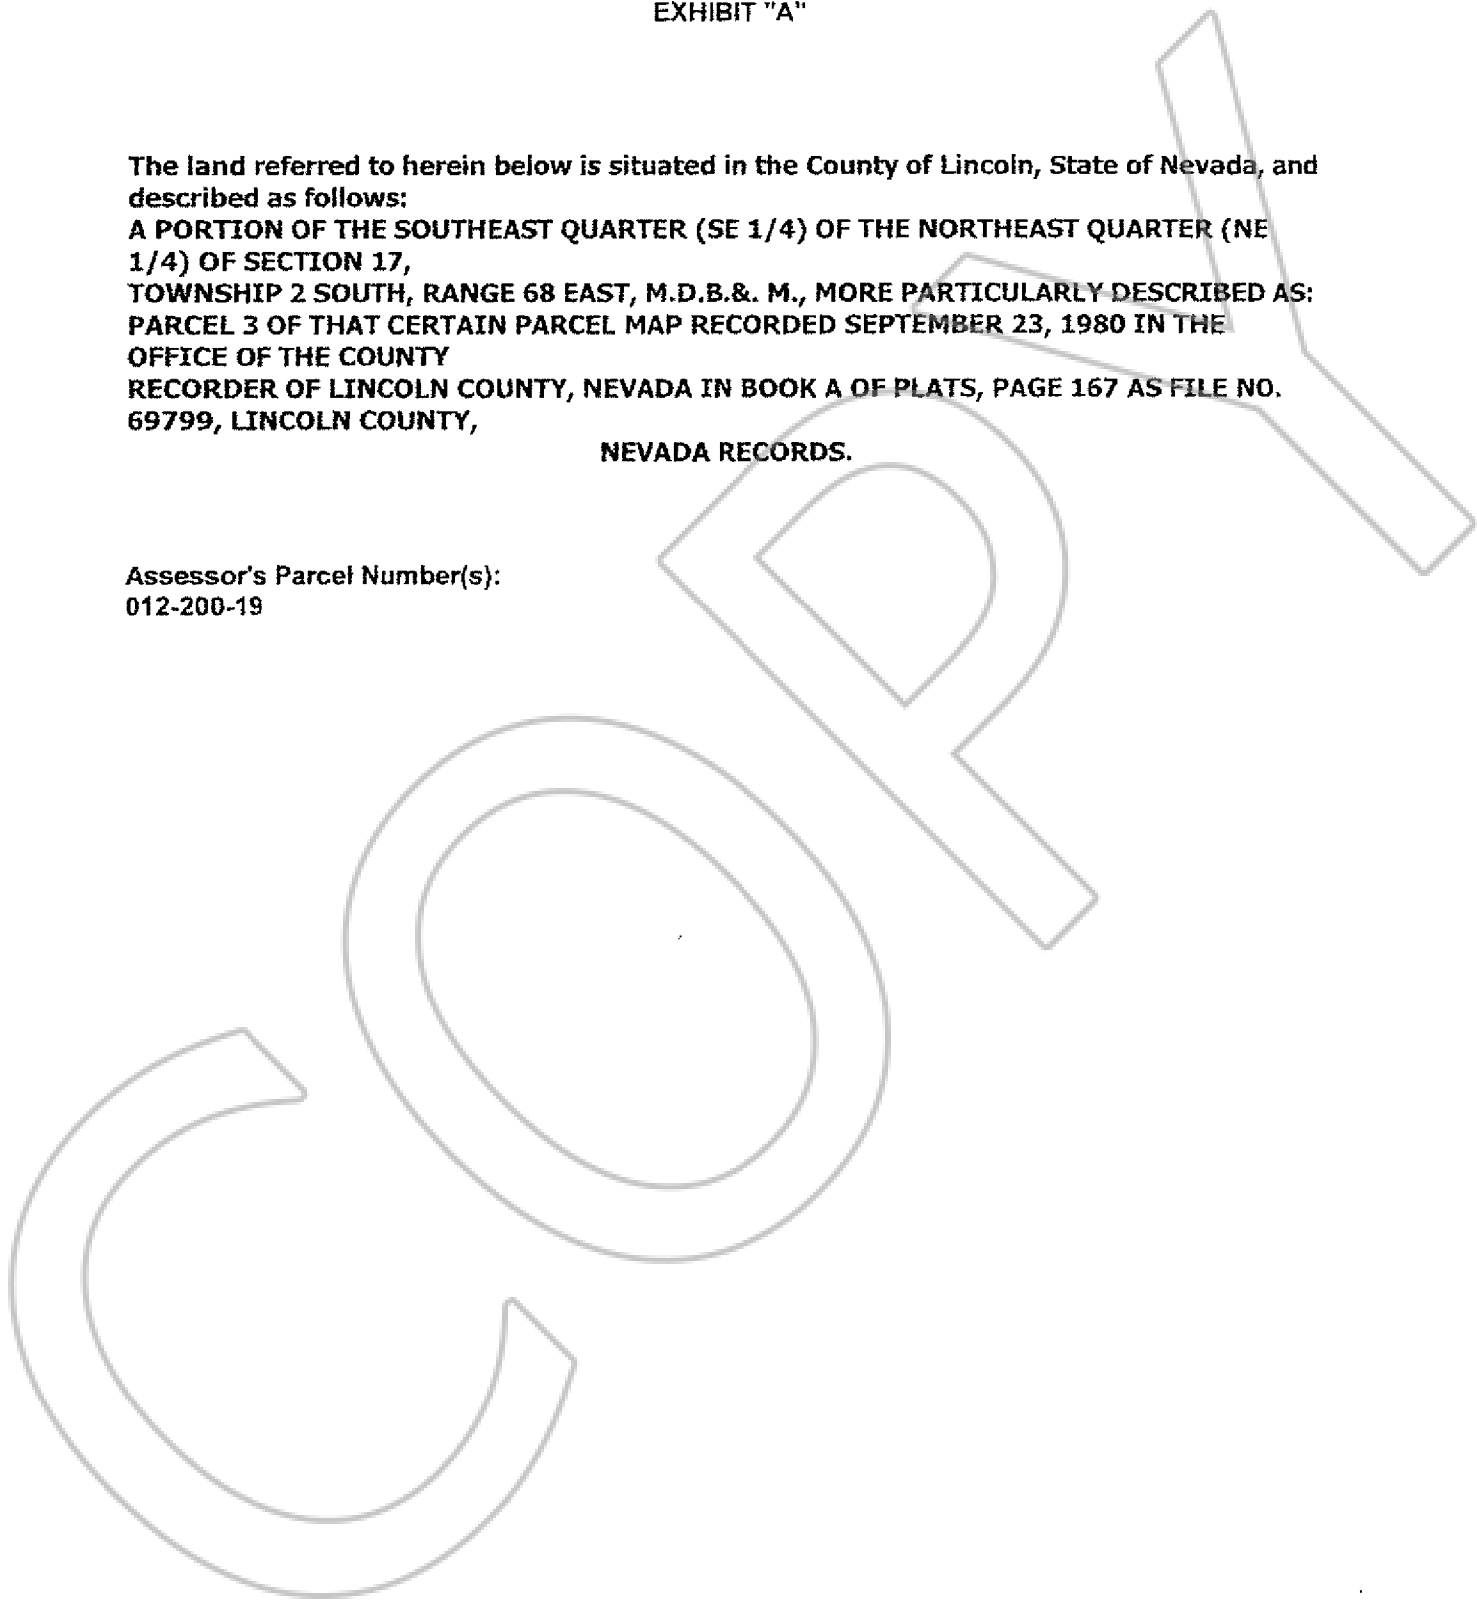 EXHIBIT "A"
The land referred to herein below is situated in the County of Lincoln, State of Nevada, and
described as follows:
A PORTION OF THE SOUTHEAST QUARTER (SE 1/4) OF THE NORTHEAST QUARTER (NE
1/4) OF SECTION 17,
TOWNSHIP 2 SOUTH, RANGE 68 EAST, M.D.B.&. M., MORE PARTICULARLY DESCRIBED AS:
PARCEL 3 OF THAT CERTAIN PARCEL MAP RECORDED SEPTEMBER 23, 1980 IN THE
OFFICE OF THE COUNTY
RECORDER OF LINCOLN COUNTY, NEVADA IN BOOK A OF PLATS, PAGE 167 AS FILE NO.
69799, LINCOLN COUNTY,
NEVADA RECORDS.
Assessor's Parcel Number(s):
012-200-19
COPY